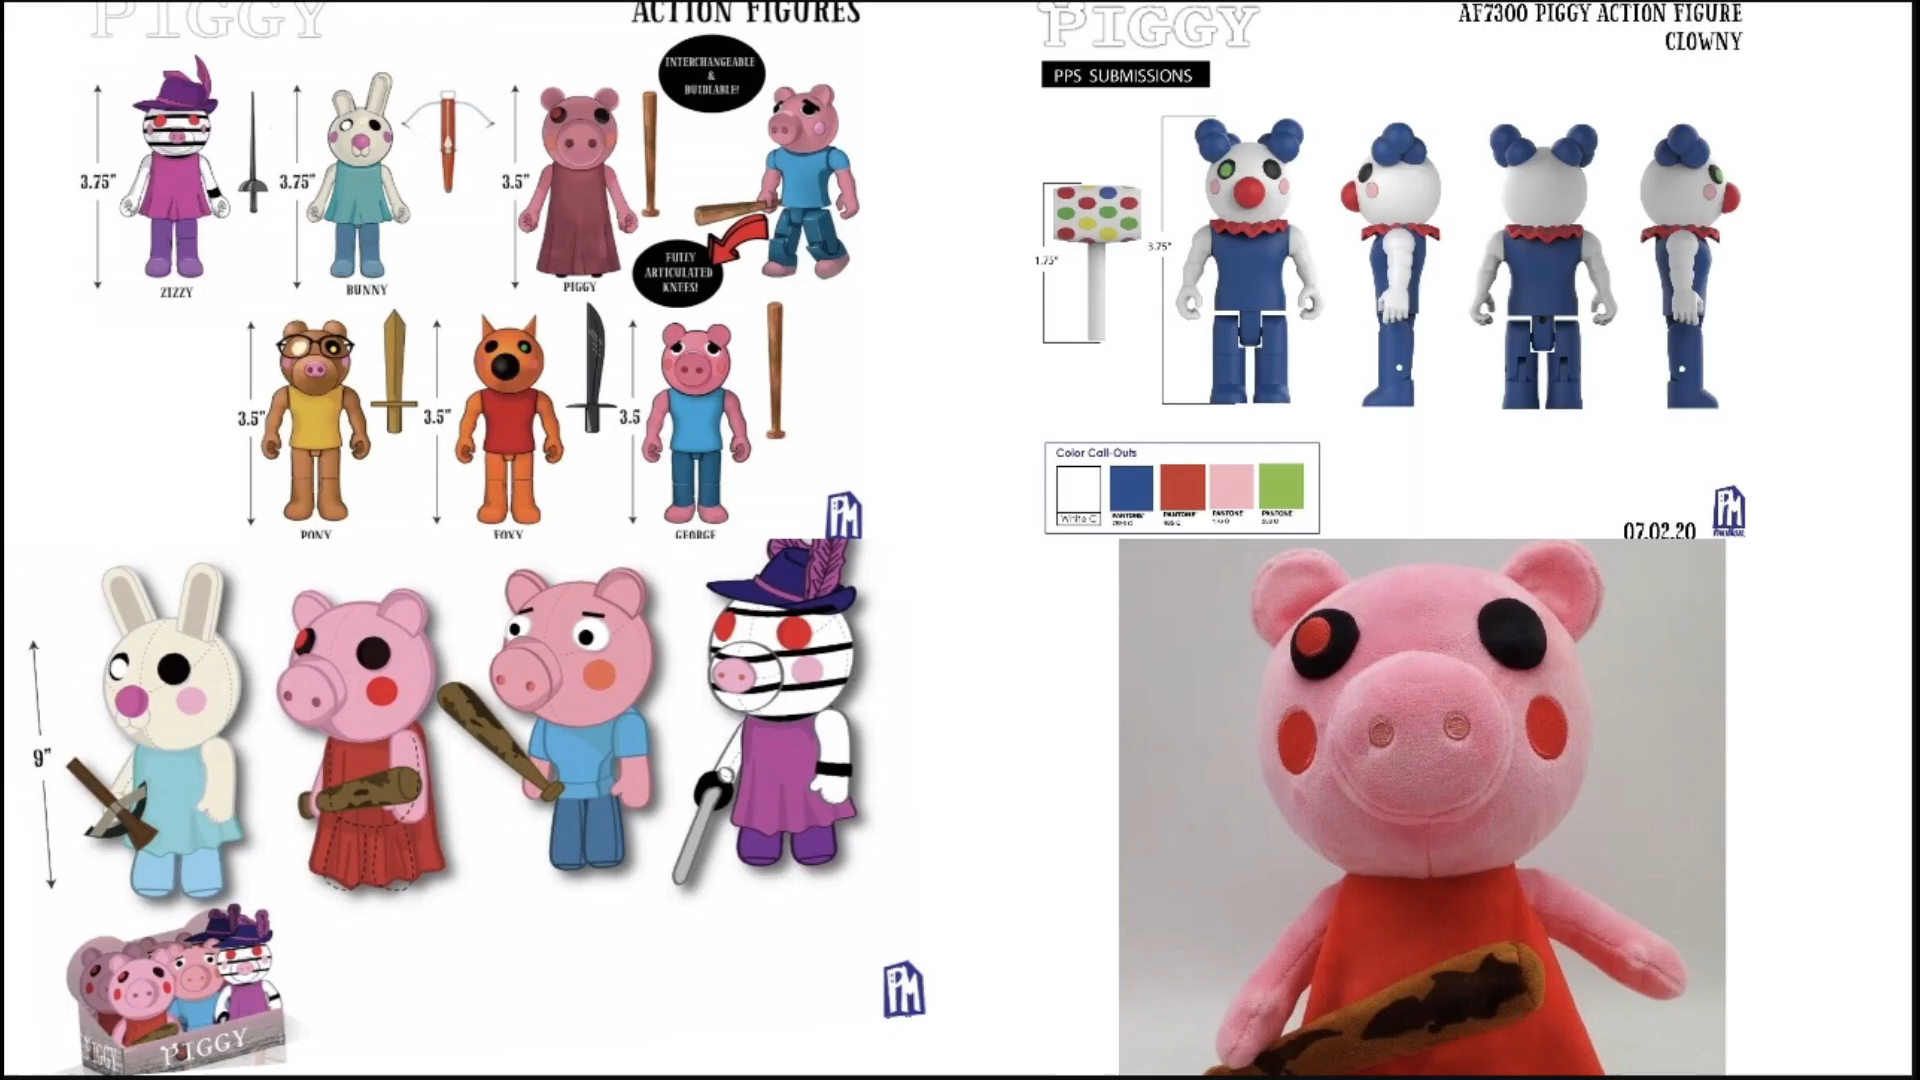 PIGGY
ACTION FIGURES
INTERCHANGEABLE
&
BUIDLABLE!
3.75"
3.75"
3.5"
ZIZZY
BUNNY
PIGGY
FULLY
ARTICULATED
KNEES!
3.5"
3.5"
3.5
PONY
FOXY
GEORGE
PM
PIGGY
AF7300 PIGGY ACTION FIGURE
CLOWNY
PPS SUBMISSIONS
1.75"
3.75"
Color Call-Outs
White C
PANTONE
PANTONE
PANTONE
PANTONE
07.02.20
PM
9"
PIGGY
PIGGY
PM